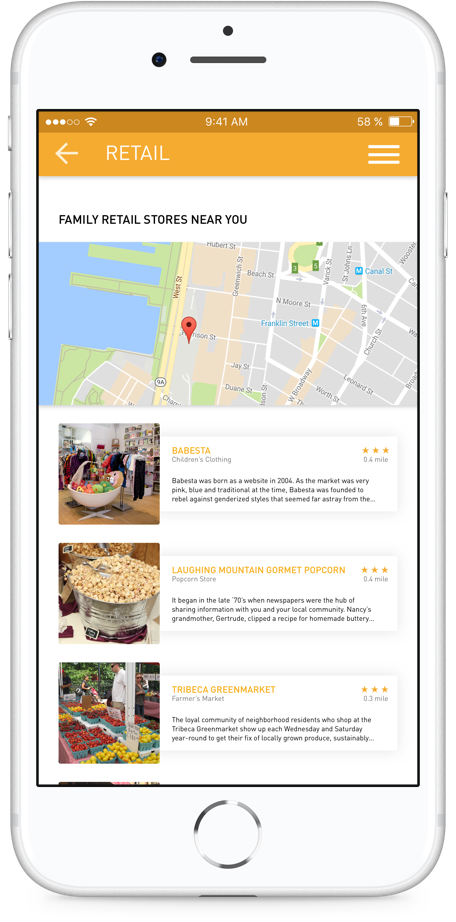 9:41 AM
58 %
RETAIL
FAMILY RETAIL STORES NEAR YOU
Hubert St
Greenwich St
Beach St
Varick St
St Johns Ln
Wooster
Canal St
West St
N Moore St
6th Ave
Franklin Street
Church St
Jay St
Duane St
W Broadway
Leonard St
Worth St
9A
BABESTA
Children's Clothing
0.4 mile
Babesta was born as a website in 2004. As the market was very
pink, blue and traditional at the time, Babesta was founded to
rebel against genderized styles that seemed far astray from the...
LAUGHING MOUNTAIN GORMET POPCORN
Popcorn Store
0.4 mile
It began in the late '70's when newspapers were the hub of
sharing information with you and your local community. Nancy's
grandmother, Gertrude, clipped a recipe for homemade buttery...
TRIBECA GREENMARKET
Farmer's Market
0.3 mile
The loyal community of neighborhood residents who shop at the
Tribeca Greenmarket show up each Wednesday and Saturday
year-round to get their fix of locally grown produce, sustainably...